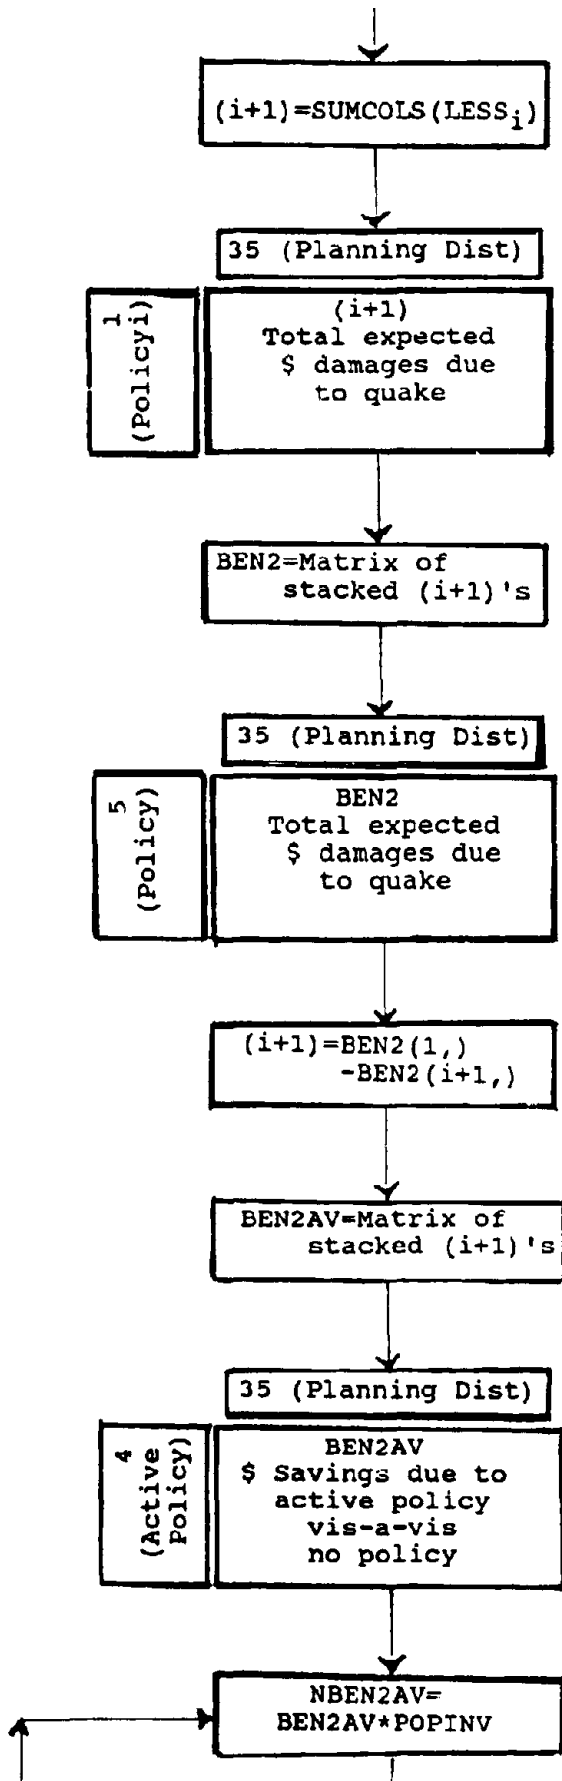 (i+1)=SUMCOLS(LESSi)
35 (Planning Dist)
1
(Policyi)
(i+1)
Total expected
$ damages due
to quake
BEN2=Matrix of
stacked (i+1)'s
35 (Planning Dist)
5
(Policy)
BEN2
Total expected
$ damages due
to quake
(i+1)=BEN2(1,)
-BEN2(i+1,)
BEN2AV=Matrix of
stacked (i+1)'s
35 (Planning Dist)
4
(Active
Policy)
BEN2AV
$ Savings due to
active policy
vis-a-vis
no policy
NBEN2AV=
BEN2AV*POPINV